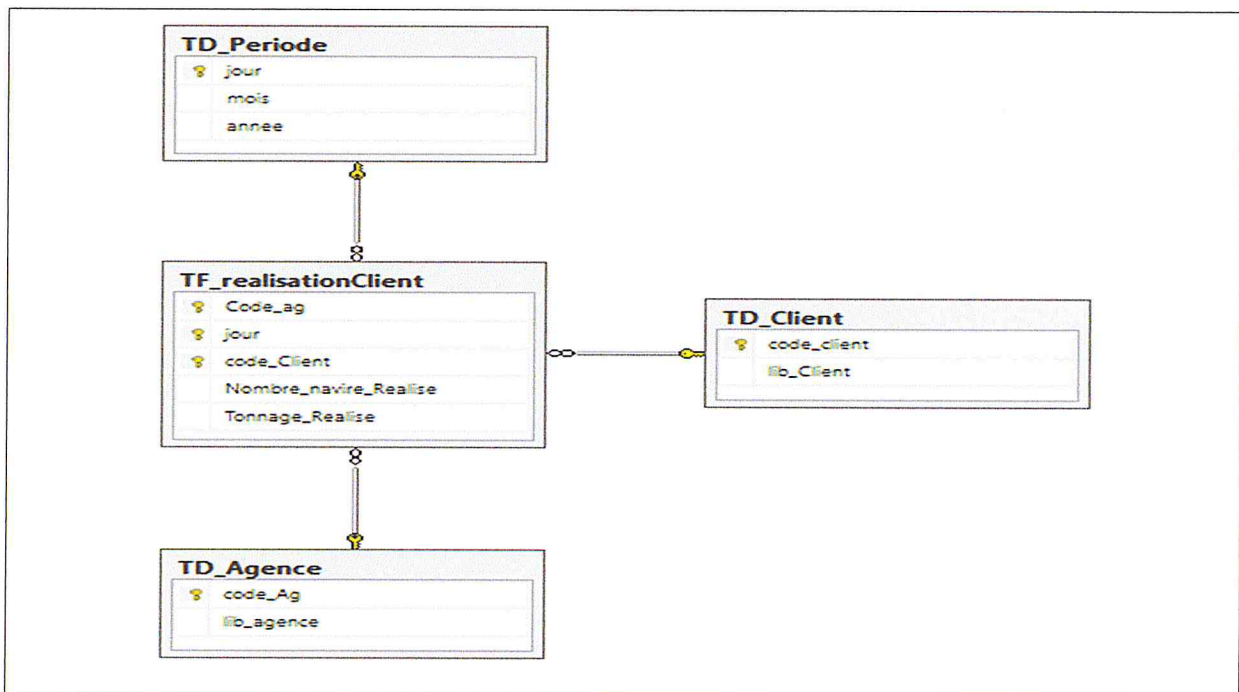 TD_Periode
jour
mois
annee
TF_realisationClient
Code_ag
jour
code_Client
Nombre_navire_Realise
Tonnage_Realise
TD_Client
code_client
lib_Client
TD_Agence
code_Ag
lib_agence